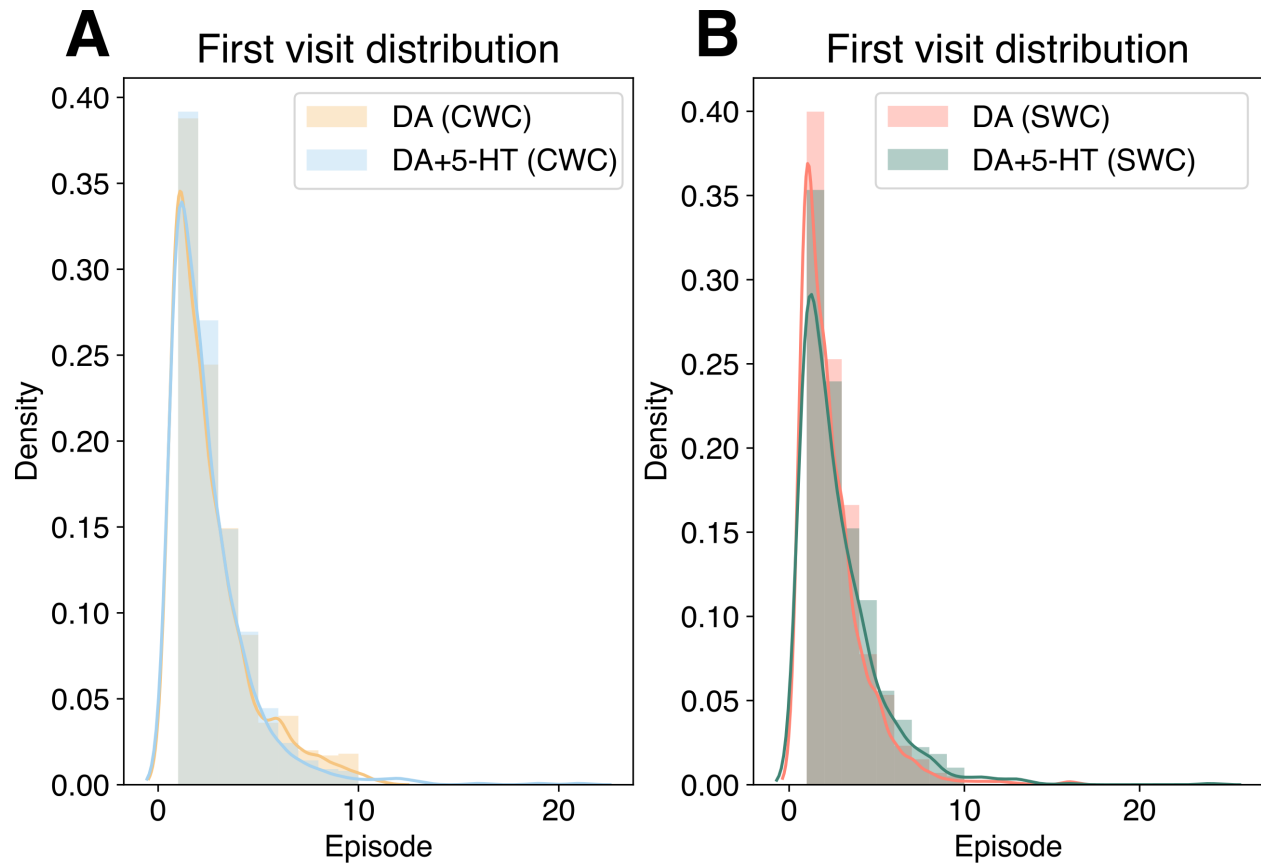 A
First visit distribution
DA (CWC)
DA+5-HT (CWC)
Density
0.40
0.35
0.30
0.25
0.20
0.15
0.10
0.05
0.00
0 10 20
Episode
B
First visit distribution
DA (SWC)
DA+5-HT (SWC)
Density
0.40
0.35
0.30
0.25
0.20
0.15
0.10
0.05
0.00
0 10 20
Episode